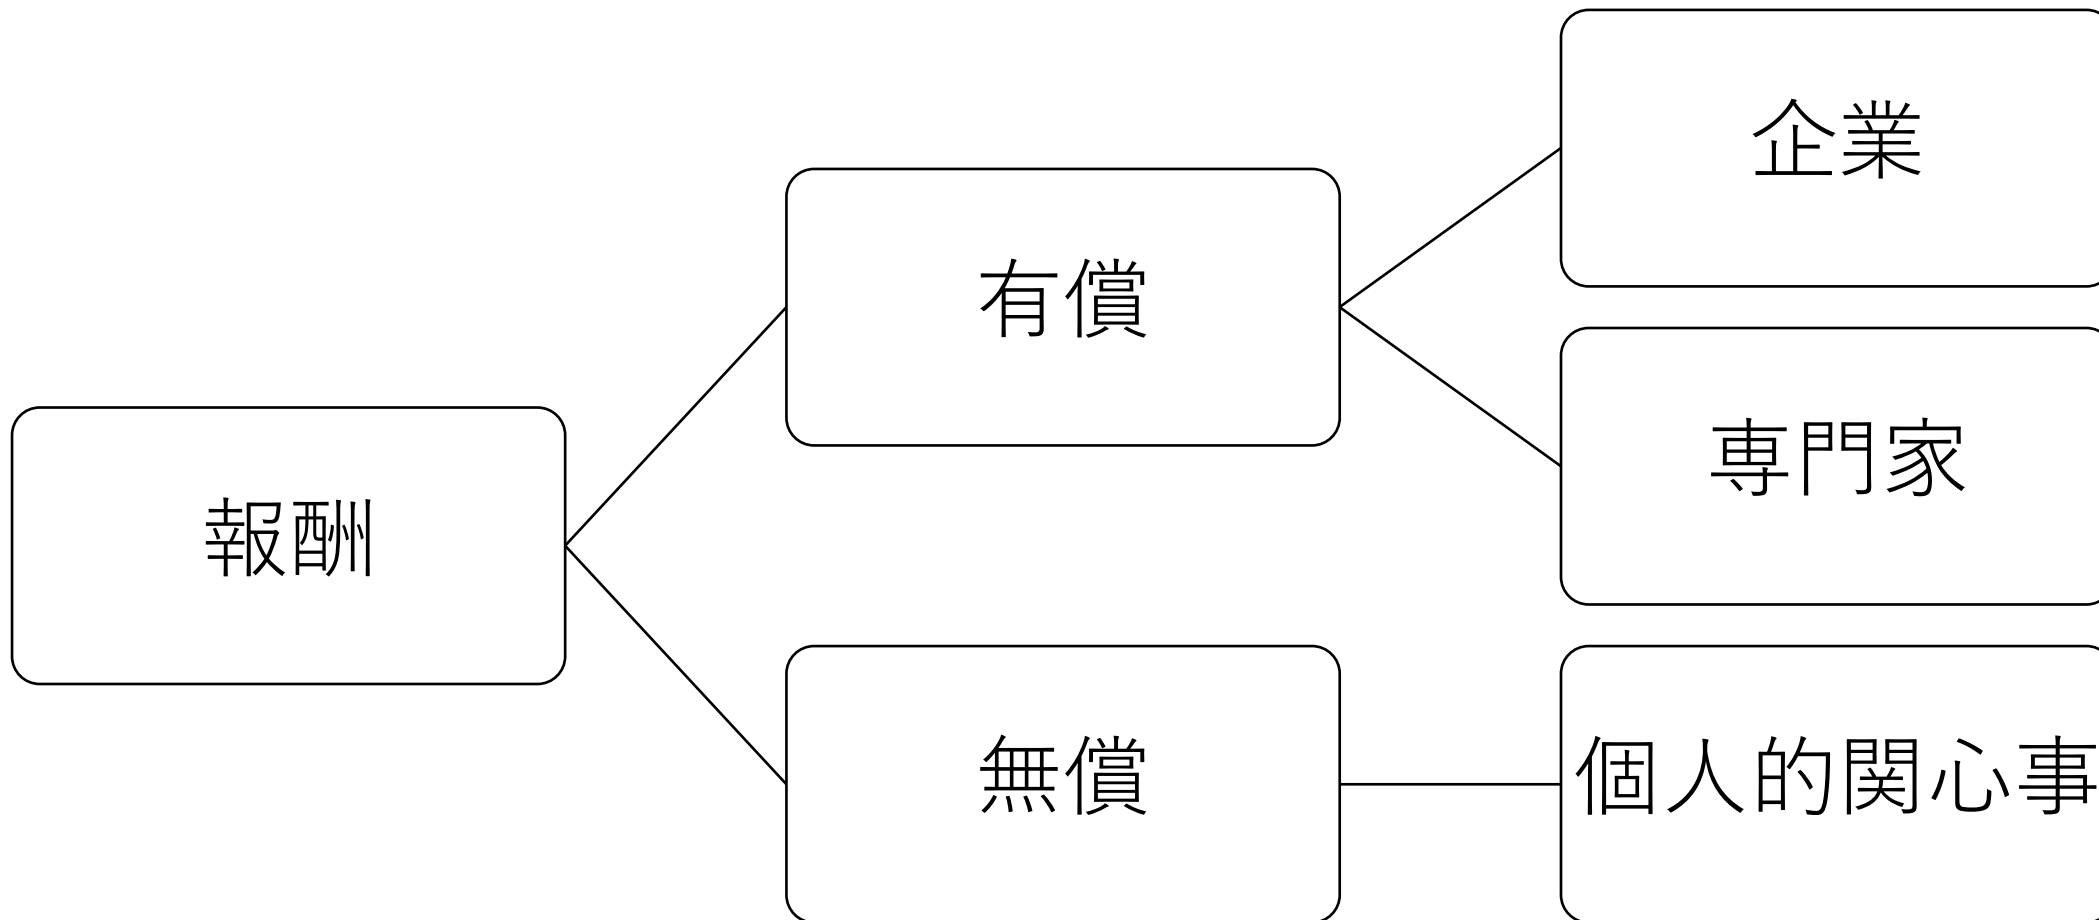 企業
有償
専門家
報酬
無償
個人的関心事